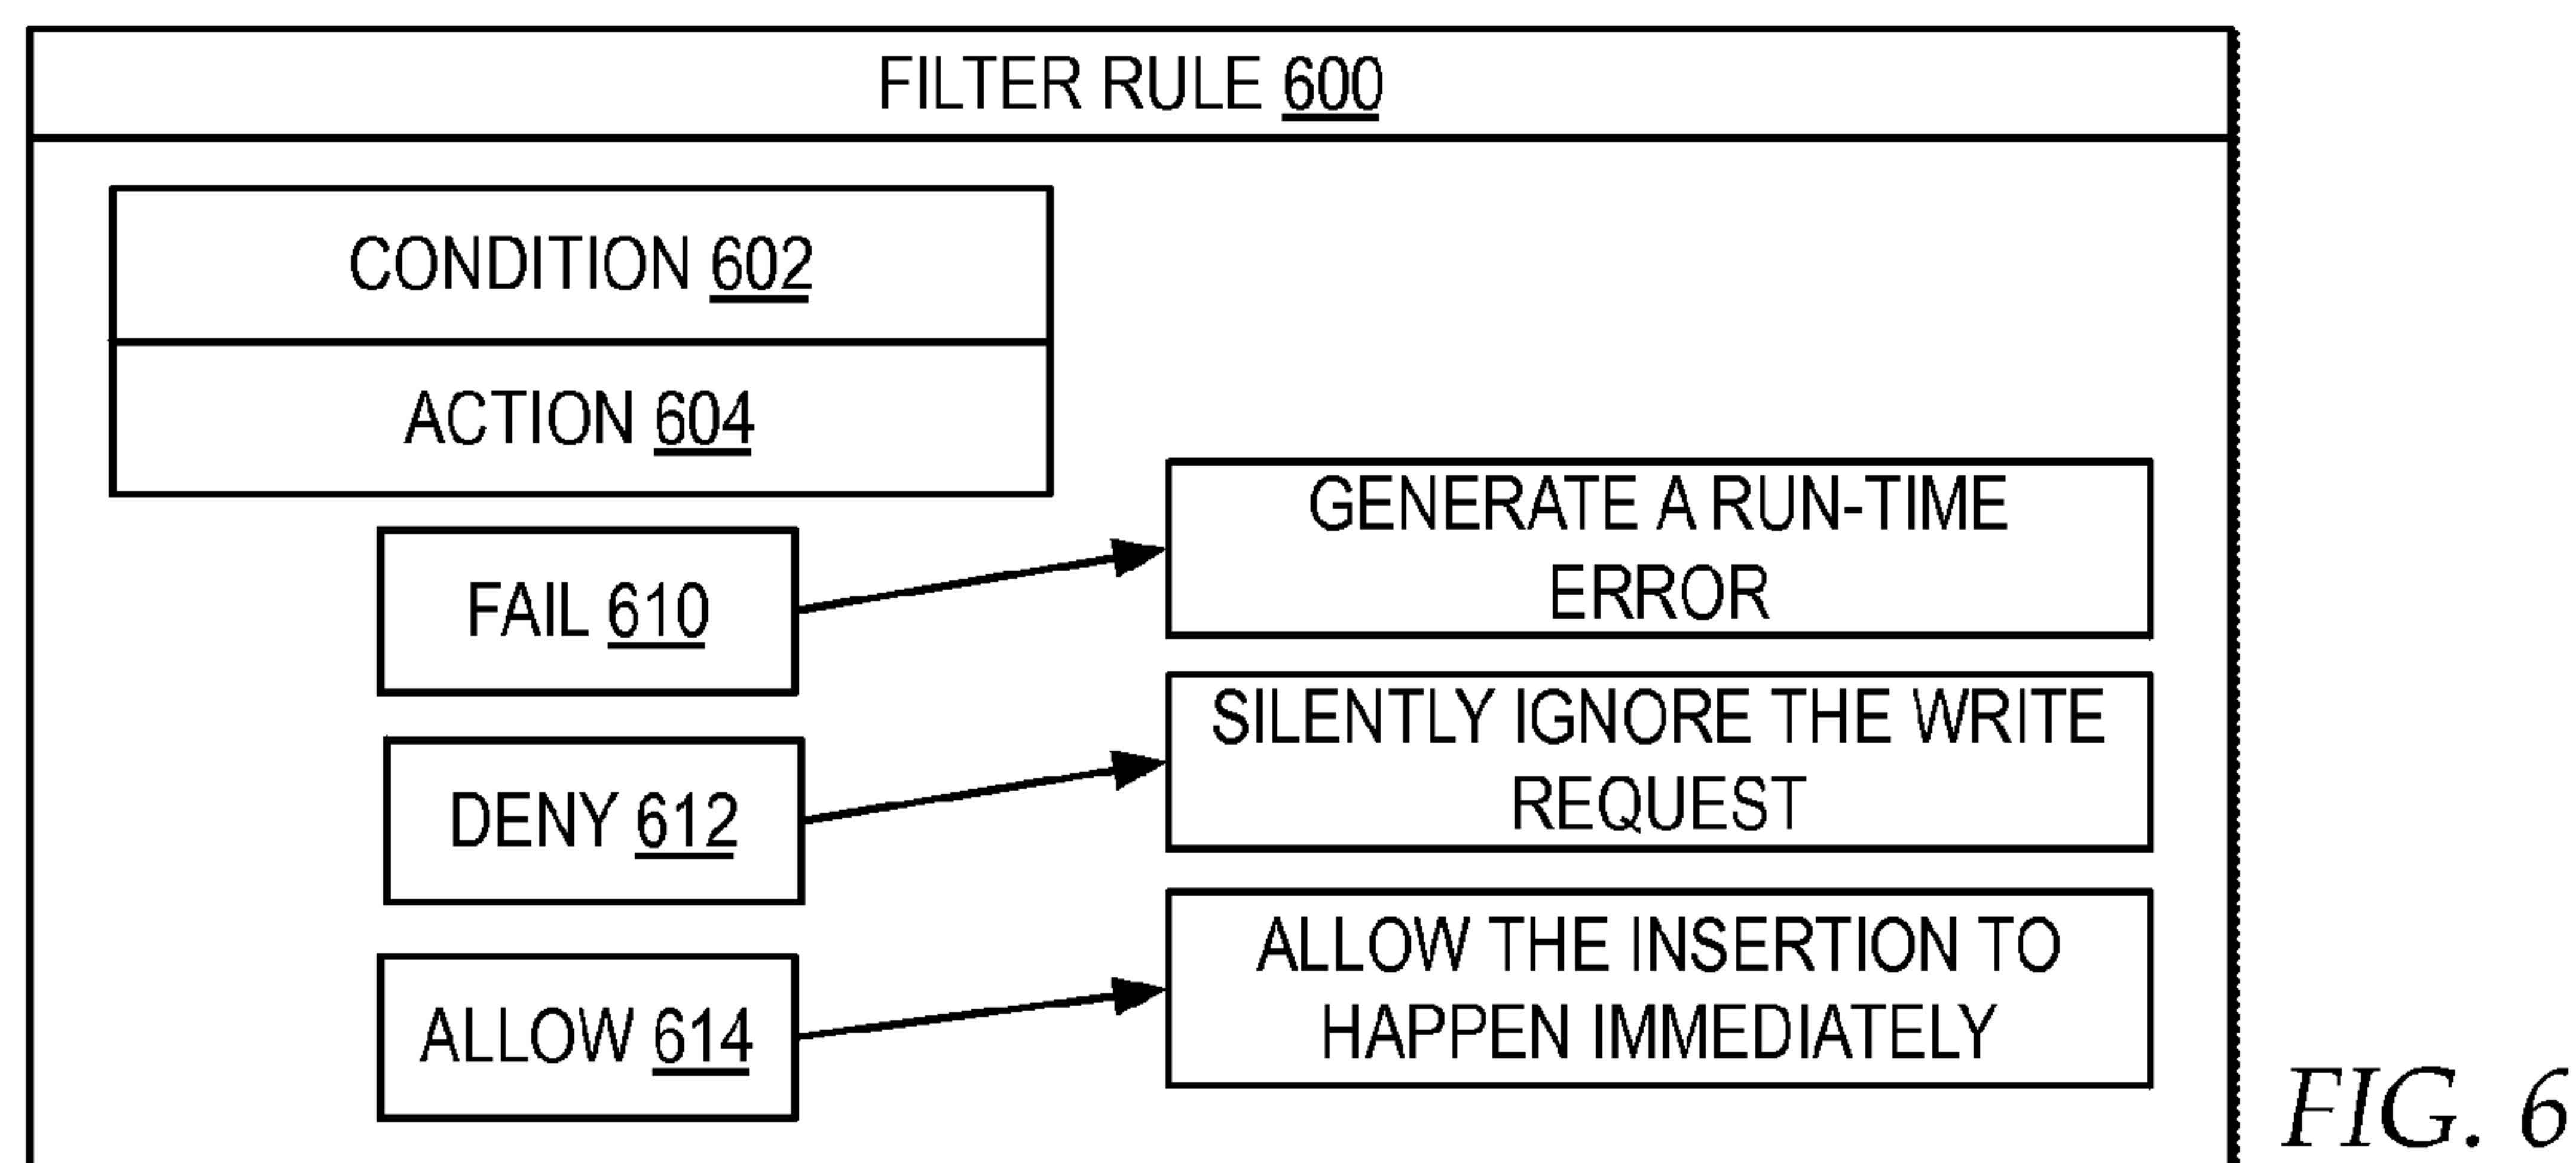 FILTER RULE 600
CONDITION 602
ACTION 604
FAIL 610
GENERATE A RUN-TIME
ERROR
DENY 612
SILENTLY IGNORE THE WRITE
REQUEST
ALLOW 614
ALLOW THE INSERTION TO
HAPPEN IMMEDIATELY
FIG. 6